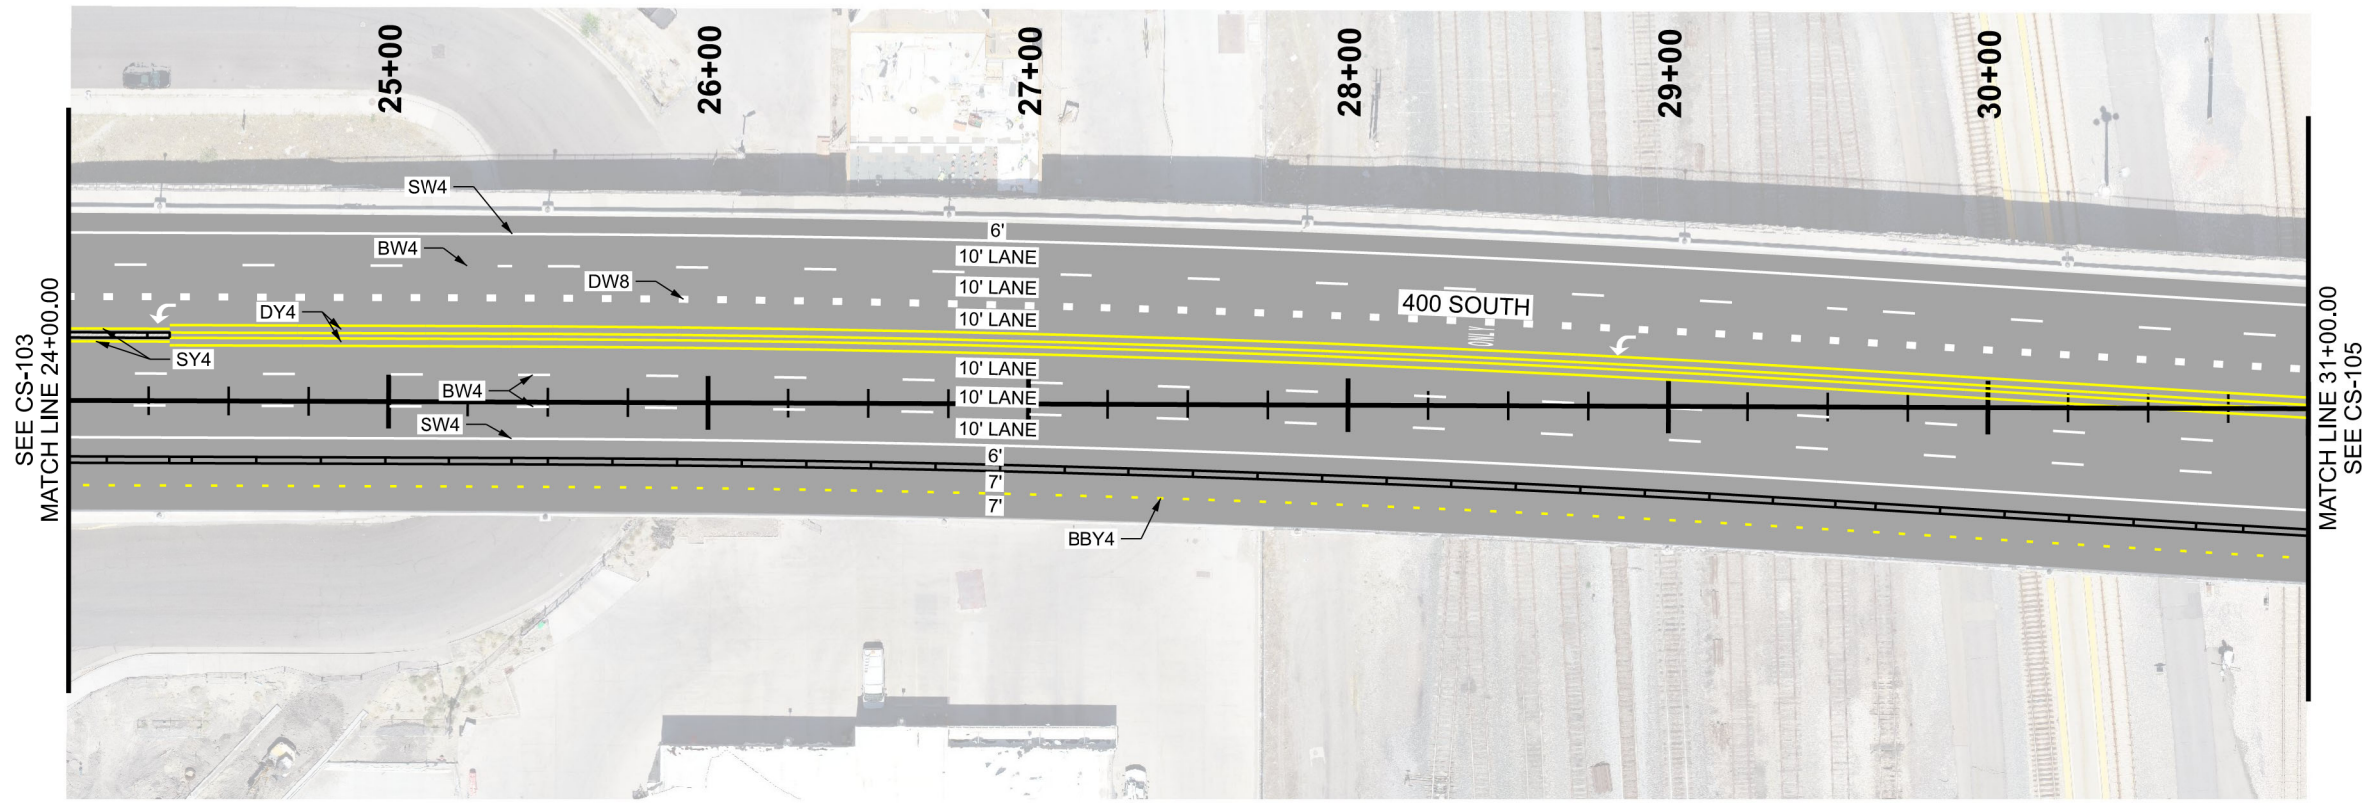 25+00
26+00
27+00
28+00
29+00
30+00
SW4
BW4
DW8
DY4
SY4
BW4
SW4
BBY4
6'
10' LANE
10' LANE
10' LANE
10' LANE
10' LANE
10' LANE
6'
7'
7'
400 SOUTH
ONLY
SEE CS-103
MATCH LINE 24+00.00
MATCH LINE 31+00.00
SEE CS-105